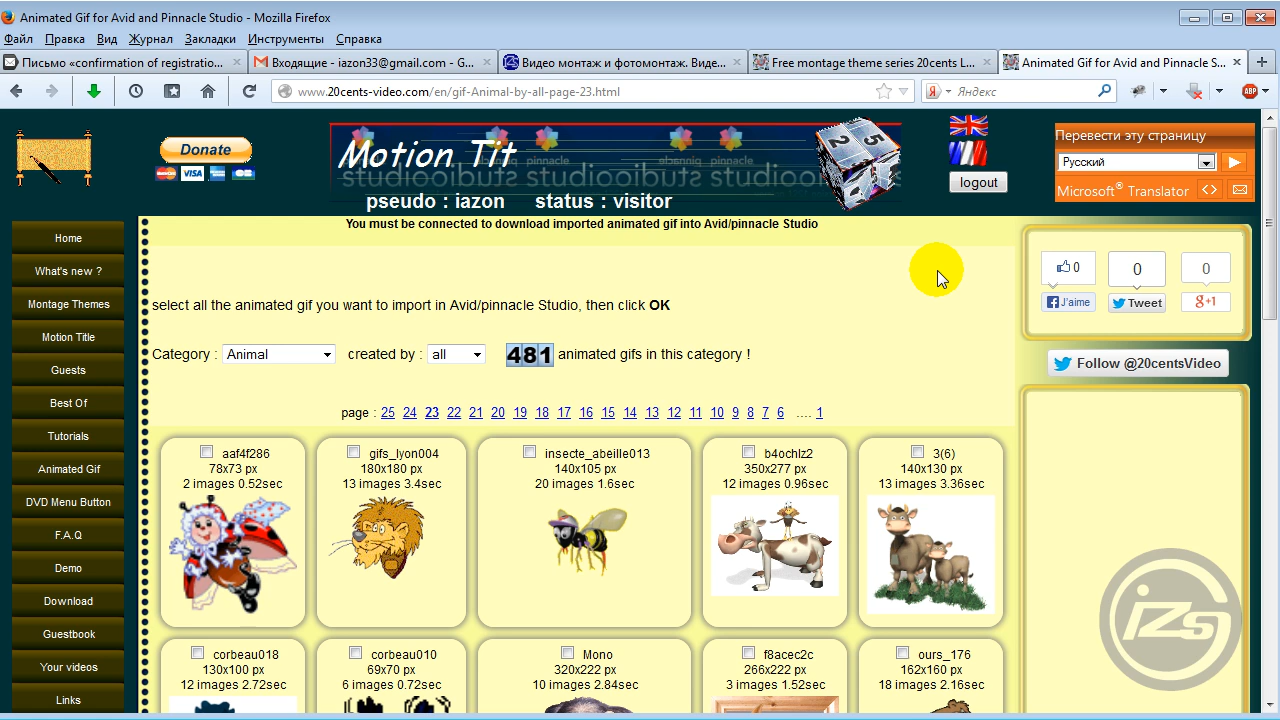 Animated Gif for Avid and Pinnacle Studio - Mozilla Firefox
Файл Правка Вид Журнал Закладки Инструменты Справка
Письмо «confirmation of registratio...
Входящие - iazon33@gmail.com - G...
Видео монтаж и фотомонтаж. Виде...
Free montage theme series 20cents L...
Animated Gif for Avid and Pinnacle S...
www.20cents-video.com/en/gif-Animal-by-all-page-23.html
Яндекс
ABP
Donate
VISA
Motion Tit
pinnacle pinnacle
studio studio studio
pseudo : iazon status : visitor
2 5
logout
Перевести эту страницу
Русский
Microsoft® Translator
Home
What's new ?
Montage Themes
Motion Title
Guests
Best Of
Tutorials
Animated Gif
DVD Menu Button
F.A.Q
Demo
Download
Guestbook
Your videos
Links
You must be connected to download imported animated gif into Avid/pinnacle Studio
select all the animated gif you want to import in Avid/pinnacle Studio, then click OK
Category : Animal created by : all 481 animated gifs in this category !
page : 25 24 23 22 21 20 19 18 17 16 15 14 13 12 11 10 9 8 7 6 .... 1
aaf4f286
78x73 px
2 images 0.52sec
gifs_lyon004
180x180 px
13 images 3.4sec
insecte_abeille013
140x105 px
20 images 1.6sec
b4ochlz2
350x277 px
12 images 0.96sec
3(6)
140x130 px
13 images 3.36sec
corbeau018
130x100 px
12 images 2.72sec
corbeau010
69x70 px
6 images 0.72sec
Mono
320x222 px
10 images 2.84sec
f8acec2c
266x222 px
3 images 1.52sec
ours_176
162x160 px
18 images 2.16sec
0 0 0
J'aime Tweet g+1
Follow @20centsVideo
iZs